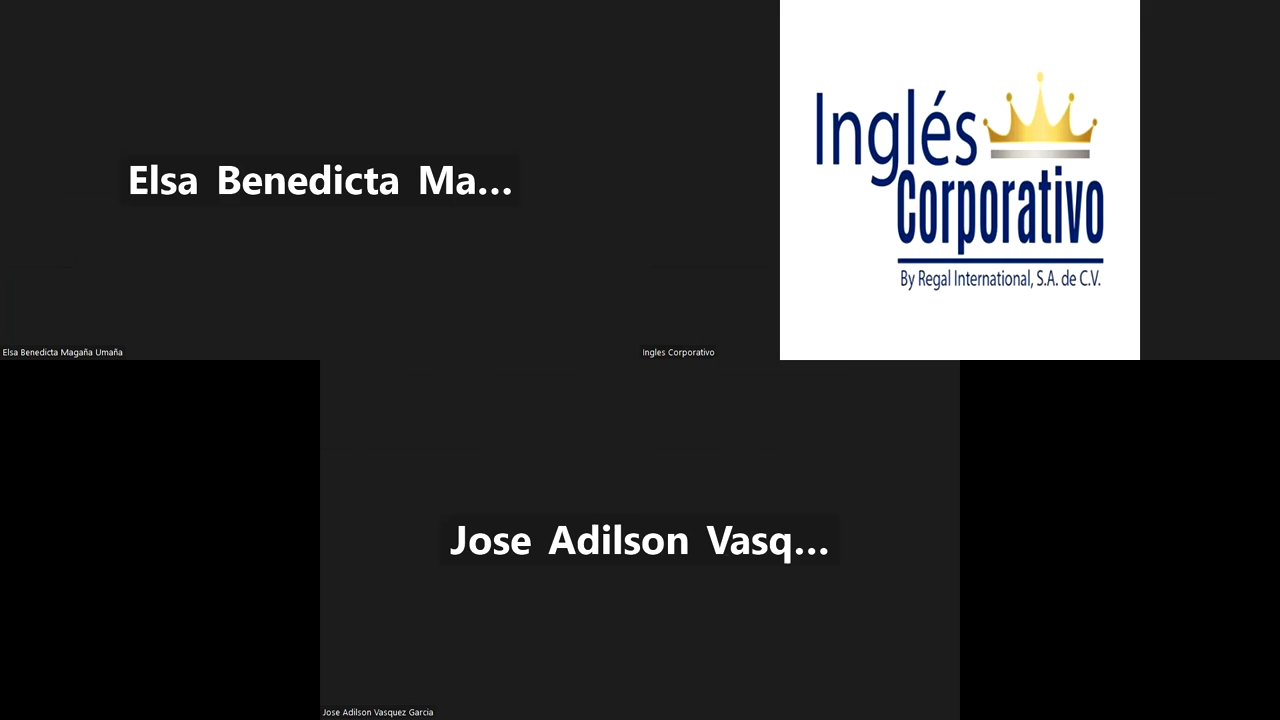 Elsa Benedicta Ma...
Elsa Benedicta Magaña Umaña
Inglés
Corporativo
By Regal International, S.A. de C.V.
Ingles Corporativo
Jose Adilson Vasq...
Jose Adilson Vasquez Garcia